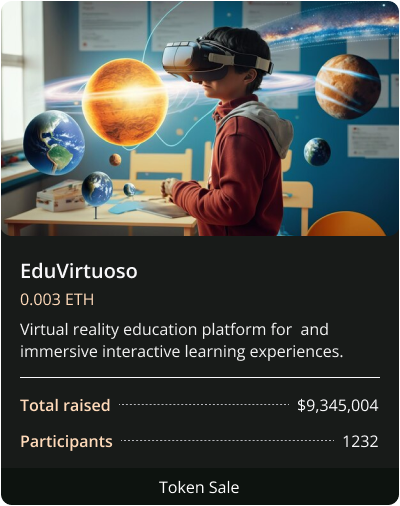 EduVirtuoso
0.003 ETH
Virtual reality education platform for  and
immersive interactive learning experiences.
Total raised $9,345,004
Participants 1232
Token Sale